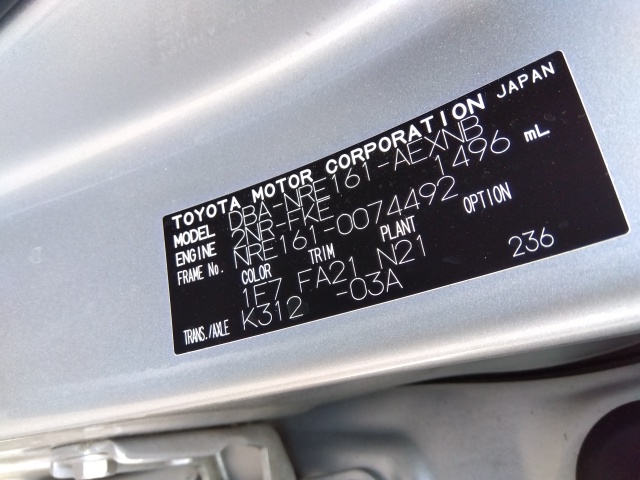 TOYOTA MOTOR CORPORATION JAPAN
MODEL DBA-NRE161-AEXNB
ENGINE 2NR-FKE 1496 mL
FRAME No. NRE161-0074492
COLOR TRIM PLANT OPTION
1F7 FA21 N21
TRANS./AXLE K312 -03A 236